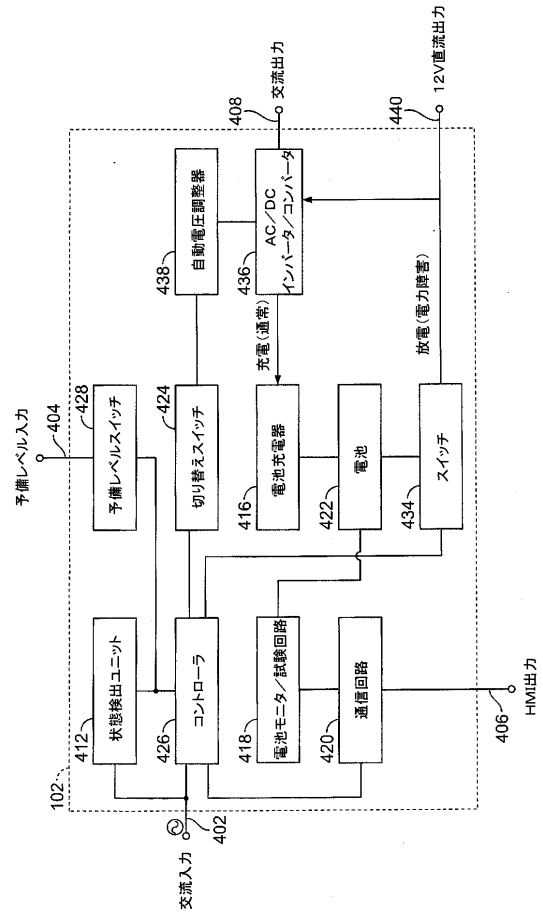 102
予備レベル入力
404
交流入力
402
412
状態検出ユニット
428
予備レベルスイッチ
426
コントローラ
424
切り替えスイッチ
438
自動電圧調整器
418
電池モニタ/試験回路
416
電池充電器
充電(通常)
436
AC/DC
インバータ/コンバータ
408
交流出力
420
通信回路
422
電池
434
スイッチ
放電(電力障害)
440
12V直流出力
406
HMI出力